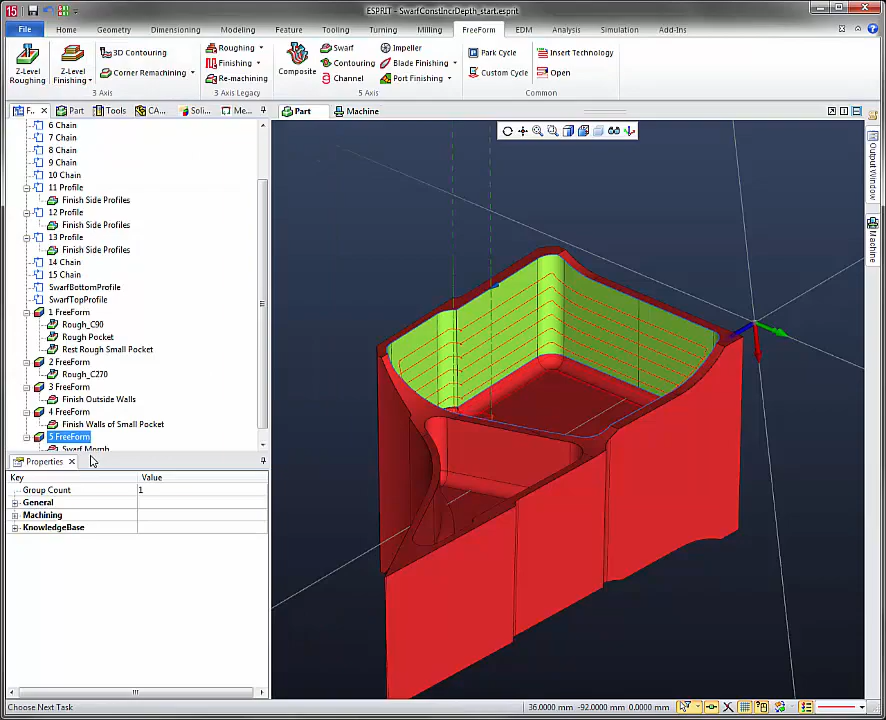 15
ESPRIT - SwarfConstIncrDepth_start.esprit
File Home Geometry Dimensioning Modeling Feature Tooling Turning Milling FreeForm EDM Analysis Simulation Add-Ins
Z-Level Roughing
Z-Level Finishing
3D Contouring
Corner Remachining
3 Axis
Roughing
Finishing
Re-machining
3 Axis Legacy
Composite
Swarf
Contouring
Channel
Impeller
Blade Finishing
Port Finishing
5 Axis
Park Cycle
Custom Cycle
Insert Technology
Open
Common
F... Part Tools CA... Soli... Me...
Part Machine
6 Chain
7 Chain
8 Chain
9 Chain
10 Chain
11 Profile
Finish Side Profiles
12 Profile
Finish Side Profiles
13 Profile
Finish Side Profiles
14 Chain
15 Chain
SwarfBottomProfile
SwarfTopProfile
1 FreeForm
Rough_C90
Rough Pocket
Rest Rough Small Pocket
2 FreeForm
Rough_C270
3 FreeForm
Finish Outside Walls
4 FreeForm
Finish Walls of Small Pocket
5 FreeForm
Swarf Morph
Properties
Key Value
Group Count 1
General
Machining
KnowledgeBase
Output Window
Machine
Choose Next Task
36.0000 mm -92.0000 mm 0.0000 mm